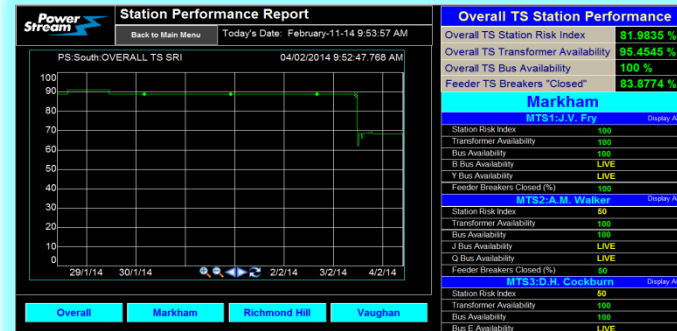 Power Stream
Station Performance Report
Back to Main Menu
Today's Date: February-11-14 9:53:57 AM
PS:South:OVERALL TS SRI
04/02/2014 9:52:47.768 AM
100
90
80
70
60
50
40
30
20
10
0
29/1/14
30/1/14
2/2/14
3/2/14
4/2/14
Overall
Markham
Richmond Hill
Vaughan
Overall TS Station Performance
Overall TS Station Risk Index 81.9835 %
Overall TS Transformer Availability 95.4545 %
Overall TS Bus Availability 100 %
Feeder TS Breakers "Closed" 83.8774 %
Markham
MTS1:J.V. Fry Display A
Station Risk Index 100
Transformer Availability 100
Bus Availability 100
B Bus Availability LIVE
Y Bus Availability LIVE
Feeder Breakers Closed (%) 100
MTS2:A.M. Walker Display A
Station Risk Index 50
Transformer Availability 100
Bus Availability 100
J Bus Availability LIVE
Q Bus Availability LIVE
Feeder Breakers Closed (%) 50
MTS3:D.H. Cockburn Display A
Station Risk Index 60
Transformer Availability 100
Bus Availability 100
Bus E Availability LIVE